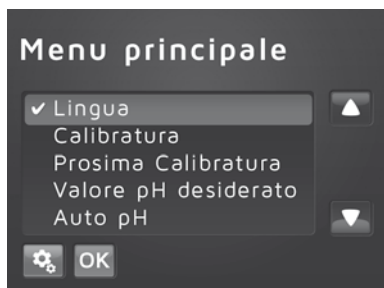 Menu principale
Lingua
Calibratura
Prosima Calibratura
Valore pH desiderato
Auto pH
OK